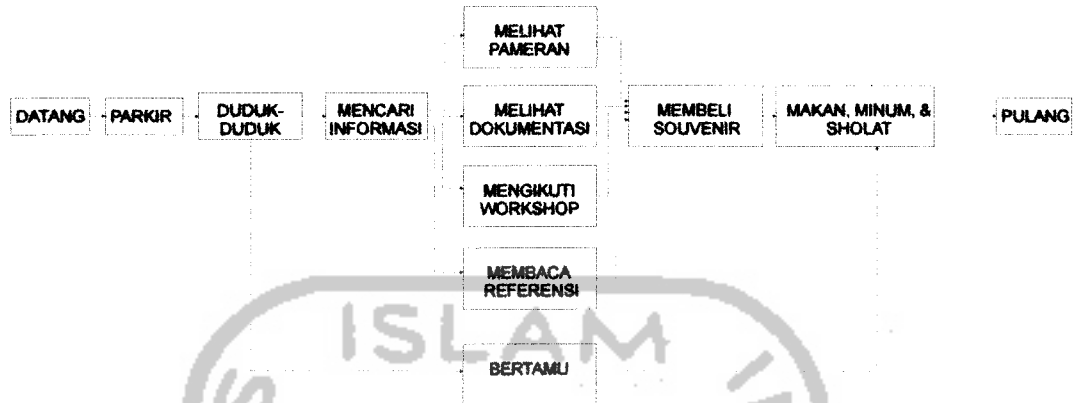 DATANG
PARKIR
DUDUK-
DUDUK
MENCARI
INFORMASI
MELIHAT
PAMERAN
MELIHAT
DOKUMENTASI
MENGIKUTI
WORKSHOP
MEMBACA
REFERENSI
BERTAMU
MEMBELI
SOUVENIR
MAKAN, MINUM, &
SHOLAT
PULANG
ISLAM